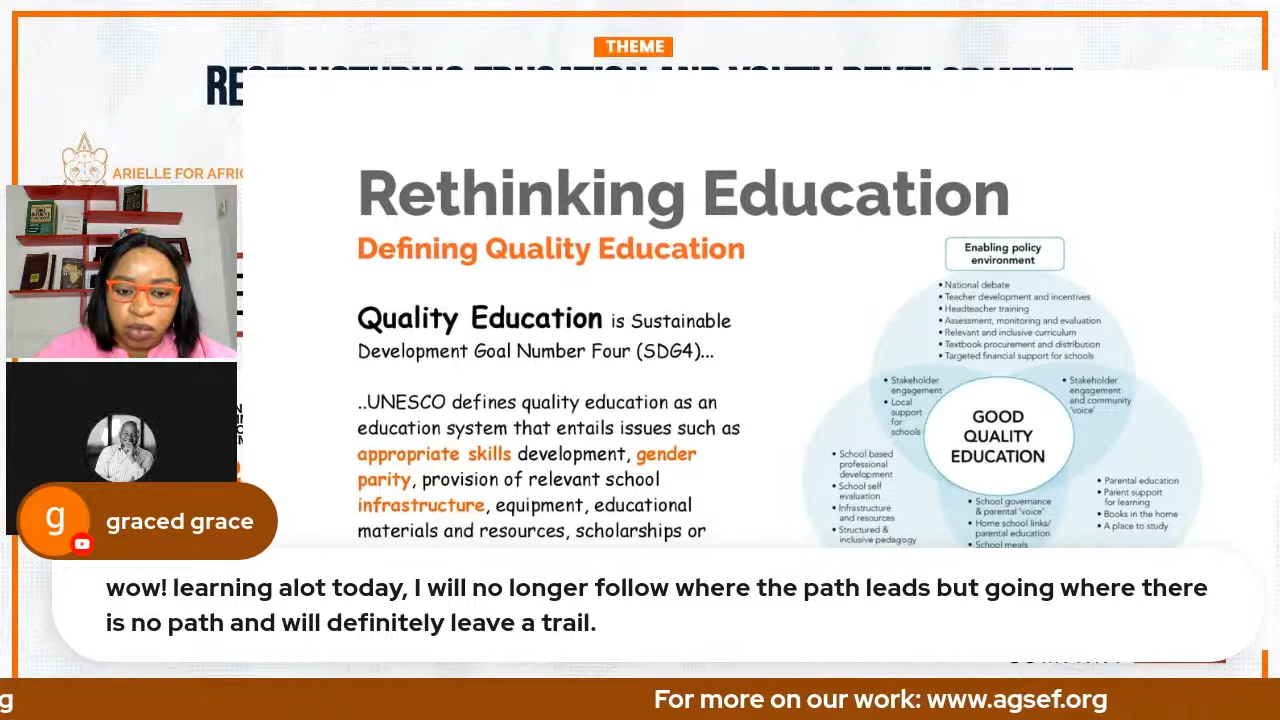 THEME
RESTRUCTURING EDUCATION AND YOUTH DEVELOPMENT
ARIELLE FOR AFRIC
Rethinking Education
Defining Quality Education
Quality Education is Sustainable
Development Goal Number Four (SDG4)...
..UNESCO defines quality education as an
education system that entails issues such as
appropriate skills development, gender
parity, provision of relevant school
infrastructure, equipment, educational
materials and resources, scholarships or
Enabling policy
environment
• National debate
• Teacher development and incentives
• Headteacher training
• Assessment, monitoring and evaluation
• Relevant and inclusive curriculum
• Textbook procurement and distribution
• Targeted financial support for schools
• Stakeholder
engagement
• Local
support
for
schools
• Stakeholder
engagement
and community
'voice'
GOOD
QUALITY
EDUCATION
• School based
professional
development
• School self
evaluation
• Infrastructure
and resources
• Structured &
inclusive pedagogy
• School governance
& parental 'voice'
• Home school links/
parental education
• School meals
• Parental education
• Parent support
for learning
• Books in the home
• A place to study
g
graced grace
wow! learning alot today, I will no longer follow where the path leads but going where there
is no path and will definitely leave a trail.
g
For more on our work: www.agsef.org